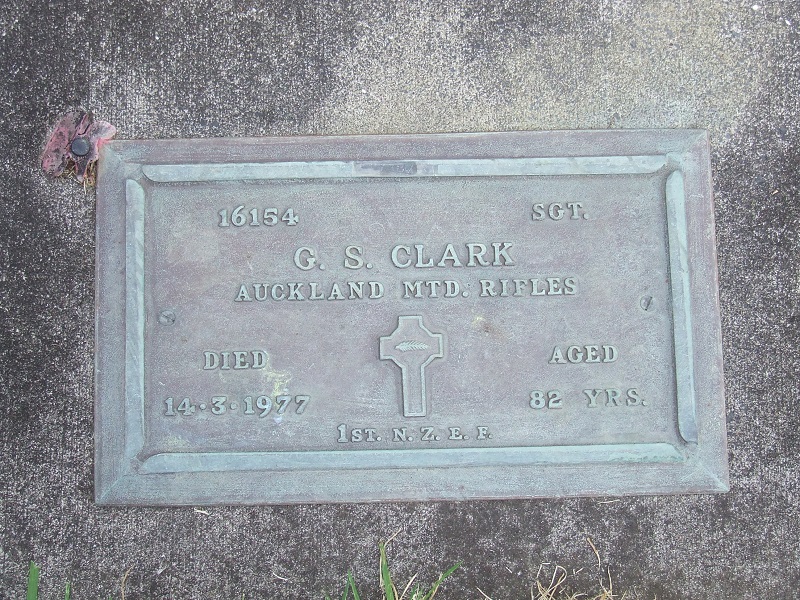 16154 SGT.
G. S. CLARK
AUCKLAND MTD. RIFLES
DIED AGED
14·3·1977 82 YRS.
1ST. N. Z. E. F.